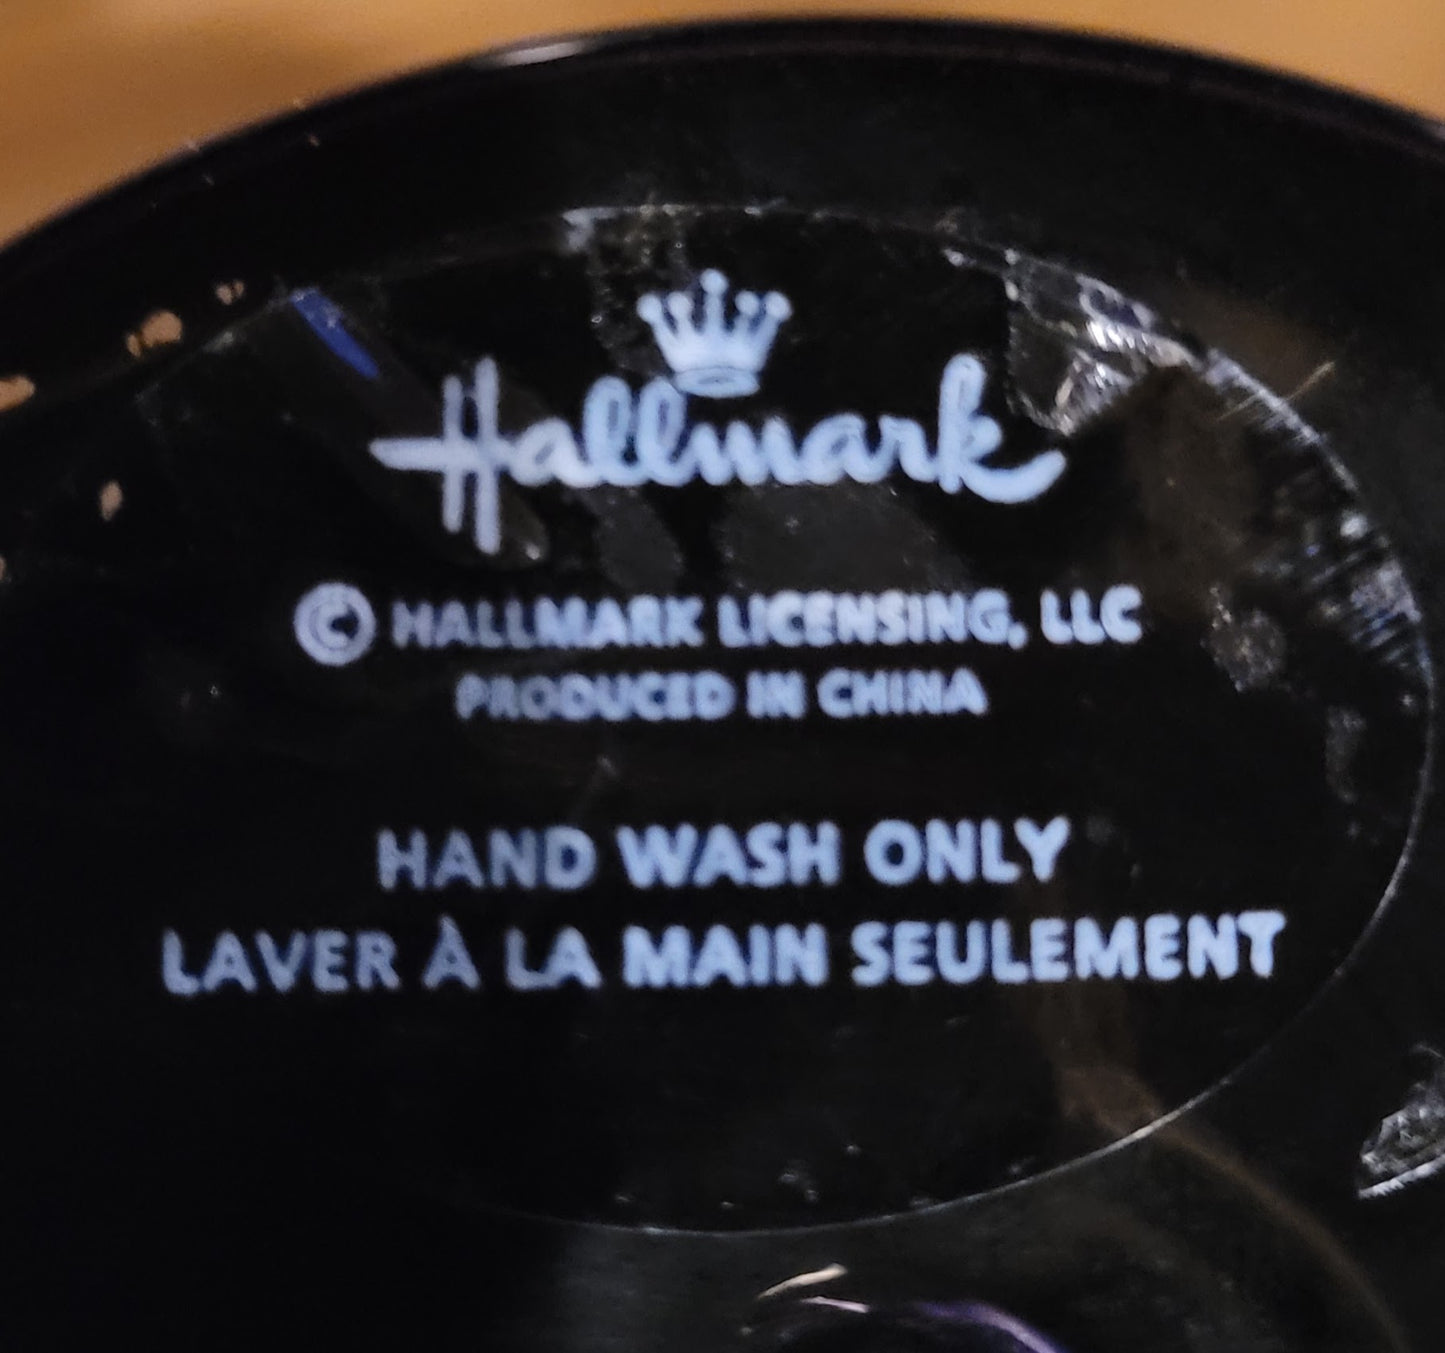 Hallmark
© HALLMARK LICENSING, LLC
PRODUCED IN CHINA
HAND WASH ONLY
LAVER À LA MAIN SEULEMENT